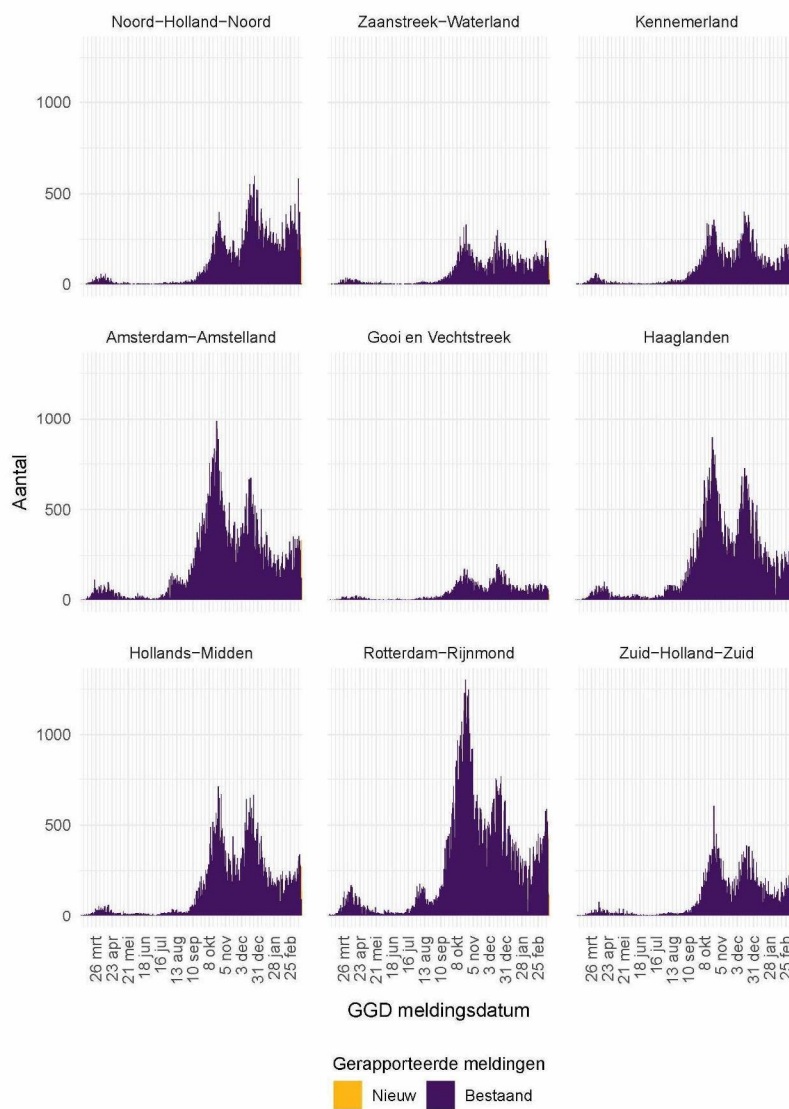 Noord−Holland−Noord Zaanstreek−Waterland Kennemerland
1000
500
0
Amsterdam−Amstelland Gooi en Vechtstreek Haaglanden
1000
500
0
Aantal
Hollands−Midden Rotterdam−Rijnmond Zuid−Holland−Zuid
1000
500
0
26 mrt 23 apr 21 mei 18 jun 16 jul 13 aug 10 sep 8 okt 5 nov 3 dec 31 dec 28 jan 25 feb 26 mrt 23 apr 21 mei 18 jun 16 jul 13 aug 10 sep 8 okt 5 nov 3 dec 31 dec 28 jan 25 feb 26 mrt 23 apr 21 mei 18 jun 16 jul 13 aug 10 sep 8 okt 5 nov 3 dec 31 dec 28 jan 25 feb
GGD meldingsdatum
Gerapporteerde meldingen
Nieuw Bestaand